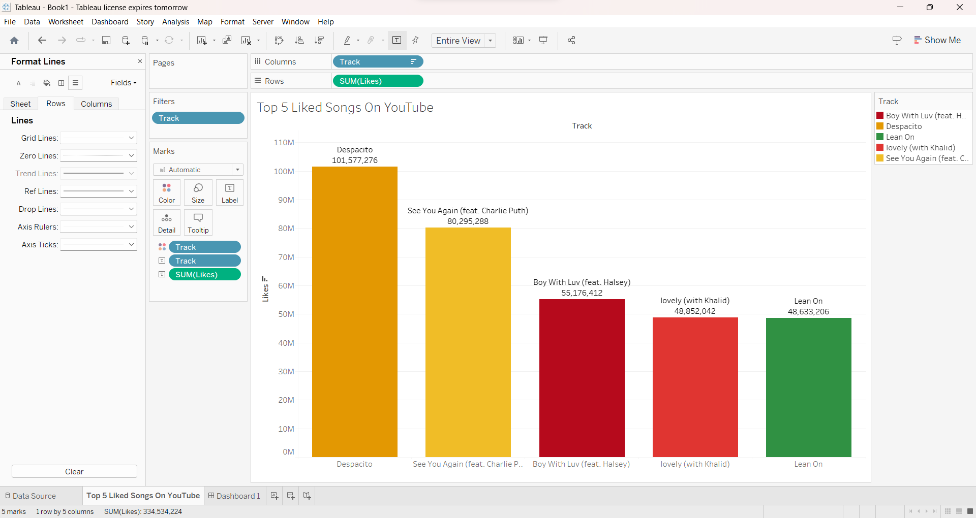 Tableau - Book1 - Tableau license expires tomorrow
File Data Worksheet Dashboard Story Analysis Map Format Server Window Help
Entire View
Show Me
Format Lines
Fields
Sheet Rows Columns
Lines
Grid Lines:
Zero Lines:
Trend Lines:
Ref Lines:
Drop Lines:
Axis Rulers:
Axis Ticks:
Clear
Pages
Filters
Track
Marks
Automatic
Color Size Label
Detail Tooltip
Track
Track
SUM(Likes)
Columns Track
Rows SUM(Likes)
Top 5 Liked Songs On YouTube
Track
110M
100M
90M
80M
70M
60M
50M
40M
30M
20M
10M
0M
Likes
Despacito
101,577,276
See You Again (feat. Charlie Puth)
80,295,288
Boy With Luv (feat. Halsey)
55,176,412
lovely (with Khalid)
48,852,042
Lean On
48,633,206
Despacito See You Again (feat. Charlie P... Boy With Luv (feat. Halsey) lovely (with Khalid) Lean On
Track
Boy With Luv (feat. H
Despacito
Lean On
lovely (with Khalid)
See You Again (feat. C...
Data Source Top 5 Liked Songs On YouTube Dashboard 1
5 marks 1 row by 5 columns SUM(Likes): 334,534,224